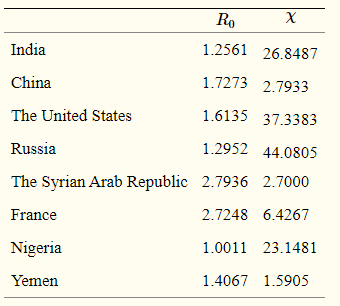 R₀ χ
India 1.2561 26.8487
China 1.7273 2.7933
The United States 1.6135 37.3383
Russia 1.2952 44.0805
The Syrian Arab Republic 2.7936 2.7000
France 2.7248 6.4267
Nigeria 1.0011 23.1481
Yemen 1.4067 1.5905